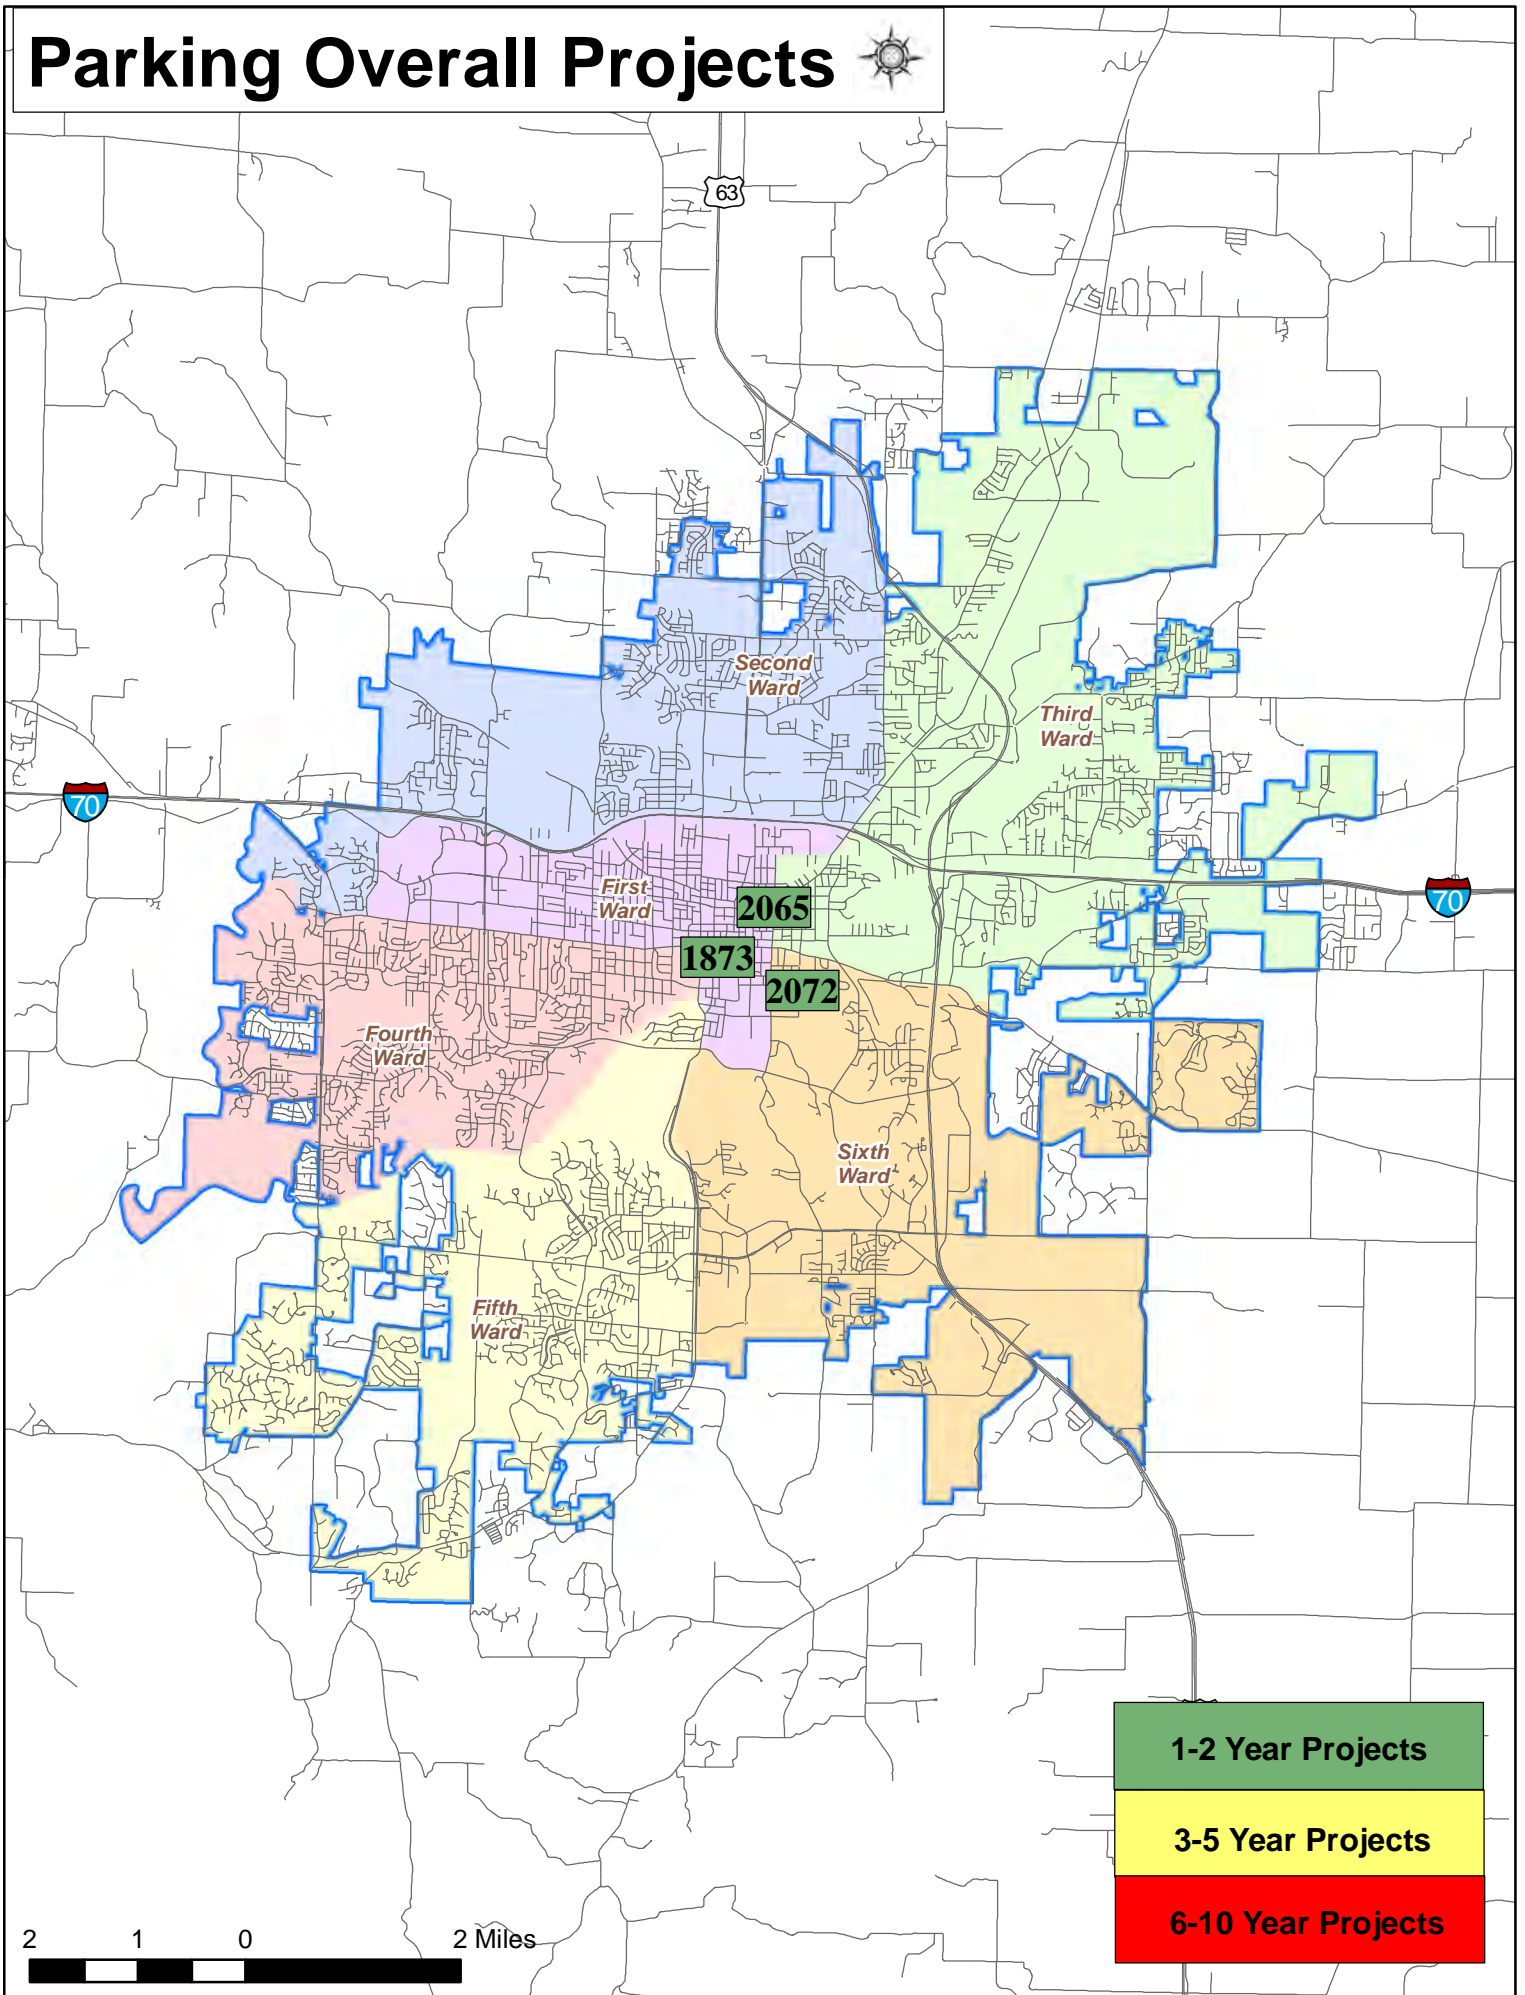 Parking Overall Projects
63
Second
Ward
Third
Ward
70
First
Ward
2065
70
1873
2072
Fourth
Ward
Sixth
Ward
Fifth
Ward
1-2 Year Projects
3-5 Year Projects
6-10 Year Projects
2 1 0 2 Miles